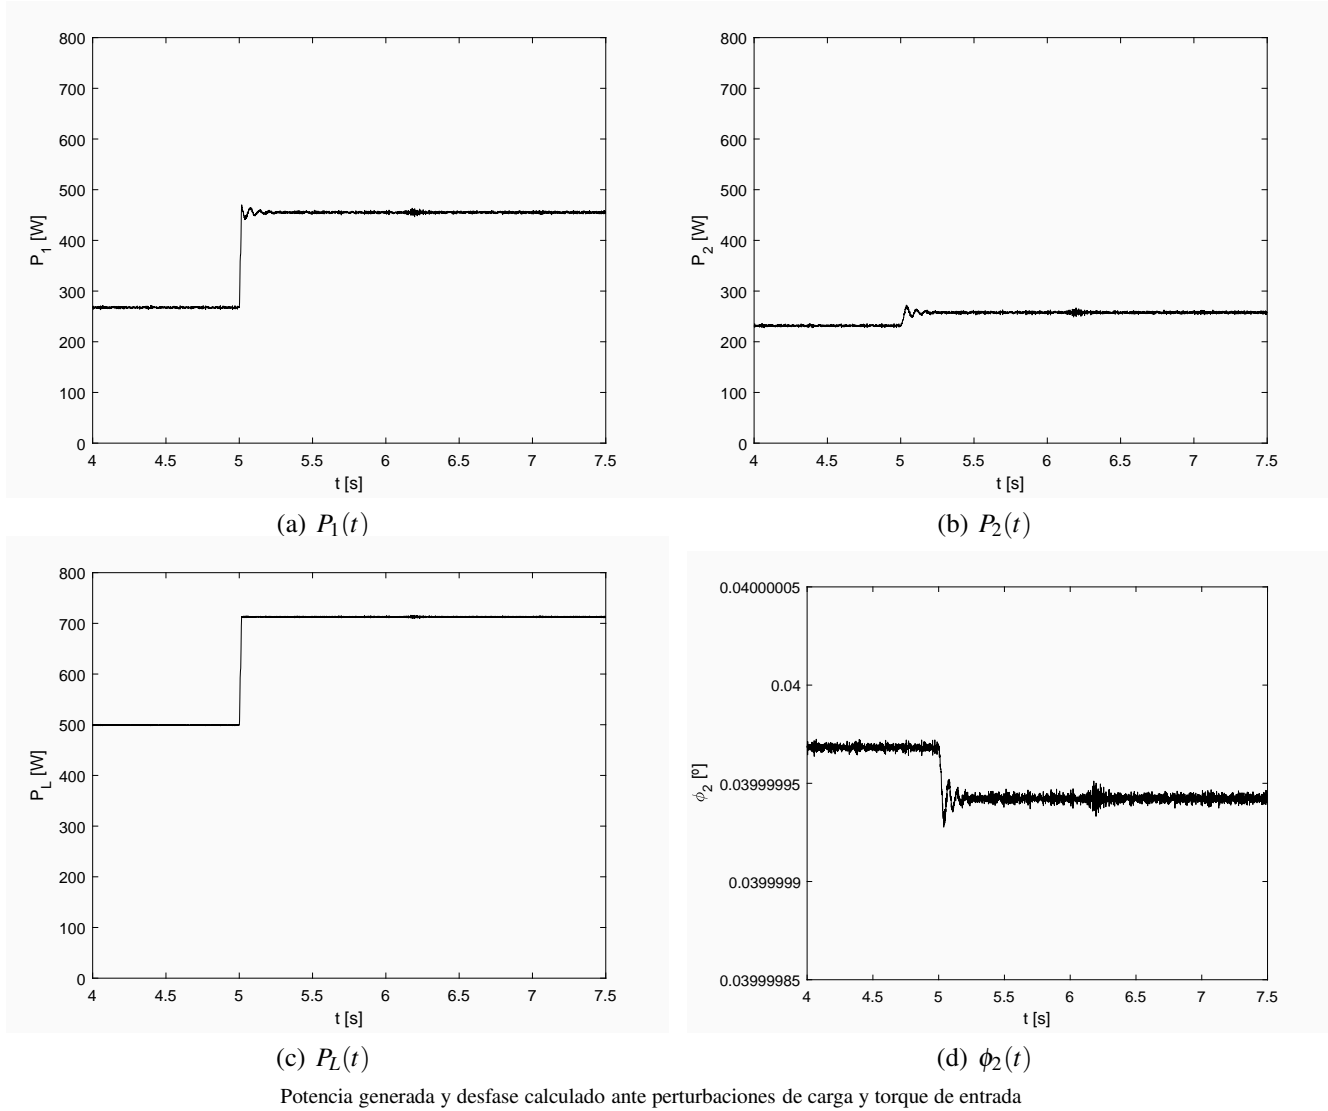 800
700
600
500
400
300
200
100
0
P1 [W]
4 4.5 5 5.5 6 6.5 7 7.5
t [s]
(a) P1(t)
800
700
600
500
400
300
200
100
0
P2 [W]
4 4.5 5 5.5 6 6.5 7 7.5
t [s]
(b) P2(t)
800
700
600
500
400
300
200
100
0
PL [W]
4 4.5 5 5.5 6 6.5 7 7.5
t [s]
(c) PL(t)
0.04000005
0.04
0.03999995
0.0399999
0.03999985
ϕ2 [º]
4 4.5 5 5.5 6 6.5 7 7.5
t [s]
(d) ϕ2(t)
Potencia generada y desfase calculado ante perturbaciones de carga y torque de entrada